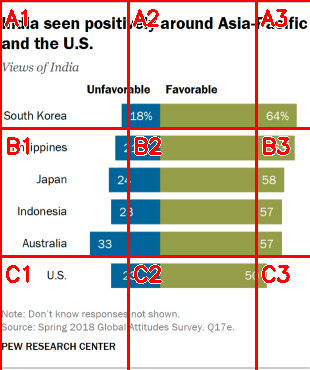 India seen positively around Asia-Pacific
and the U.S.
Views of India
Unfavorable Favorable
South Korea 18% 64%
Philippines
Japan 24 58
Indonesia 23 57
Australia 33 57
U.S.
Note: Don't know responses not shown.
Source: Spring 2018 Global Attitudes Survey, Q17e.
PEW RESEARCH CENTER
A1 A2 A3
B1 B2 B3
C1 C2 C3